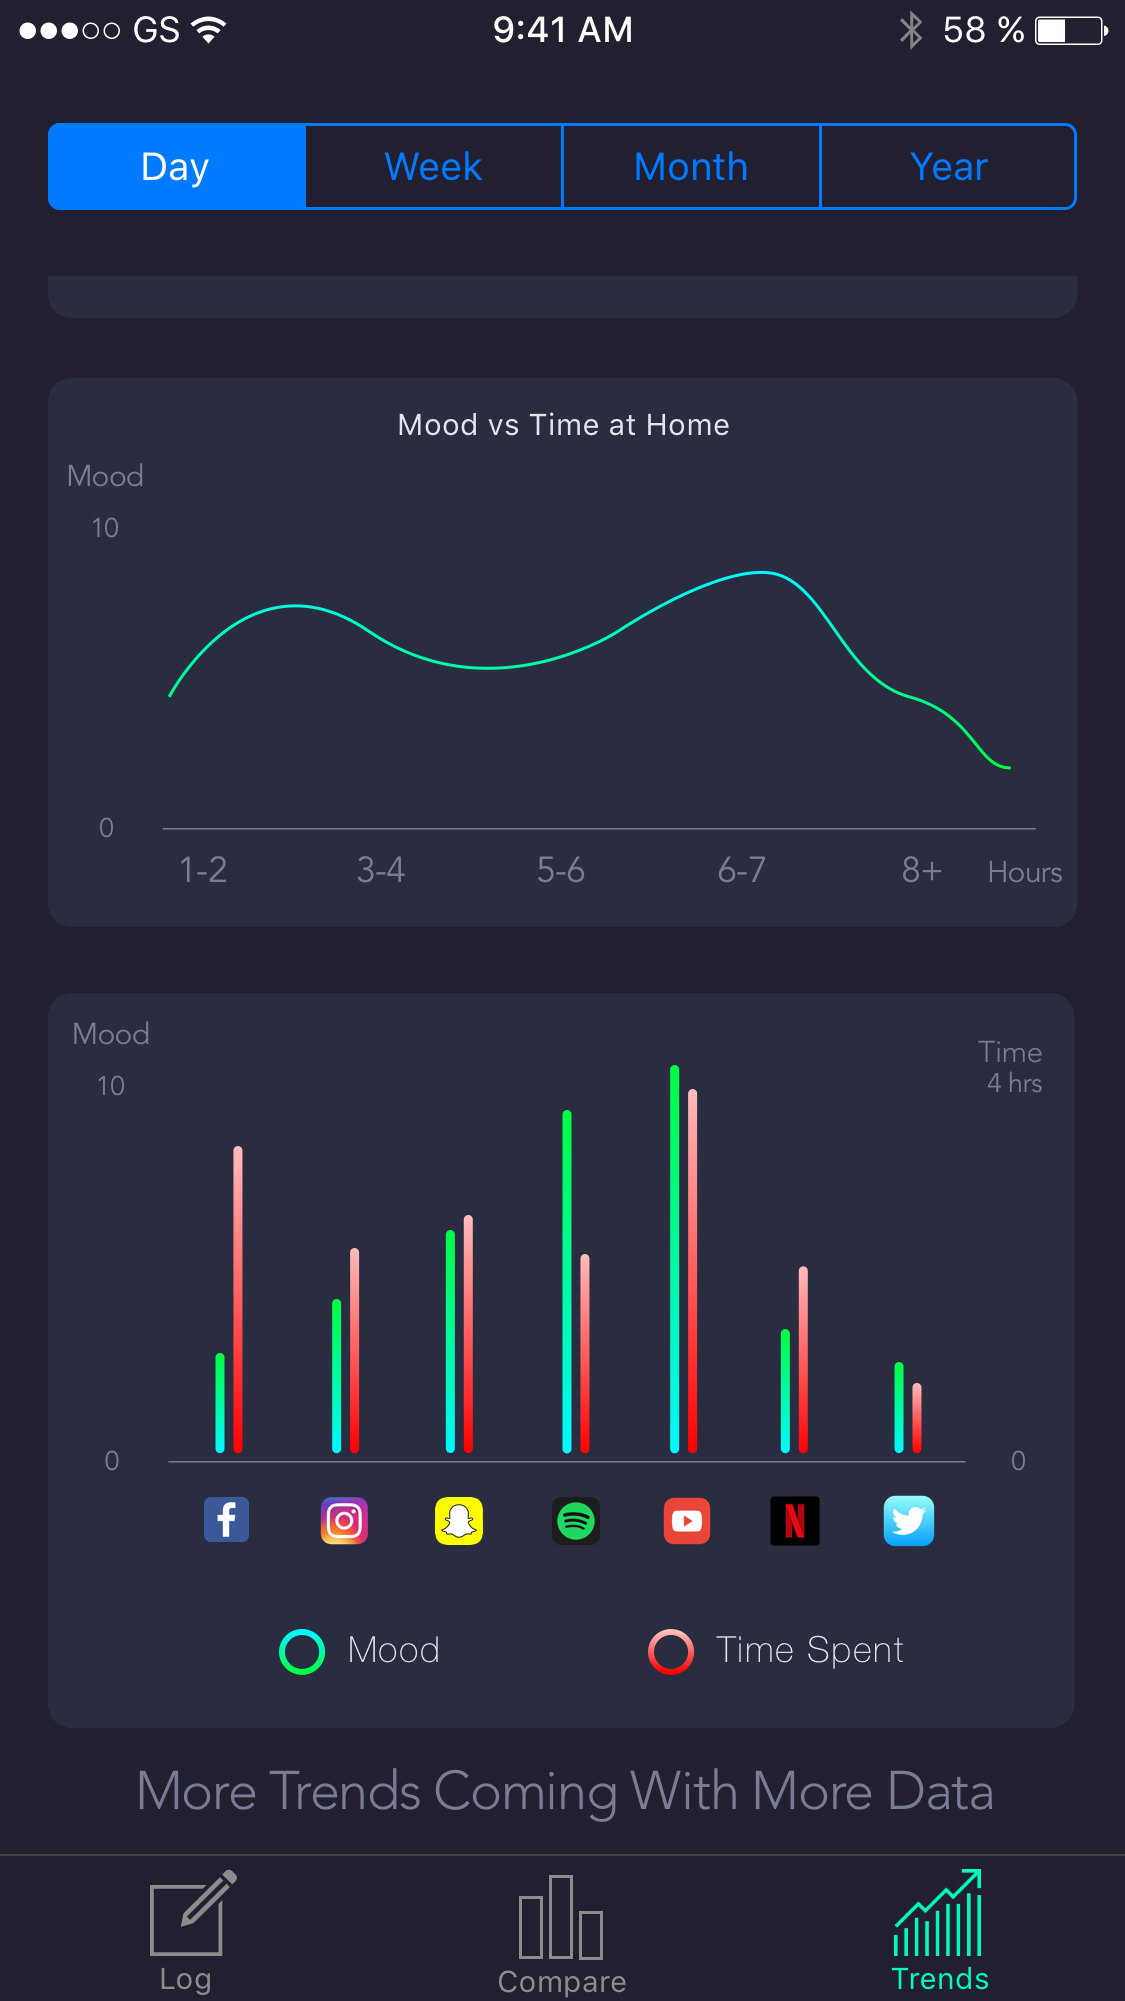 GS 9:41 AM 58 %
Day Week Month Year
Mood vs Time at Home
Mood
10
0
1-2 3-4 5-6 6-7 8+ Hours
Mood
Time
10
4 hrs
0 0
Mood Time Spent
More Trends Coming With More Data
Log Compare Trends